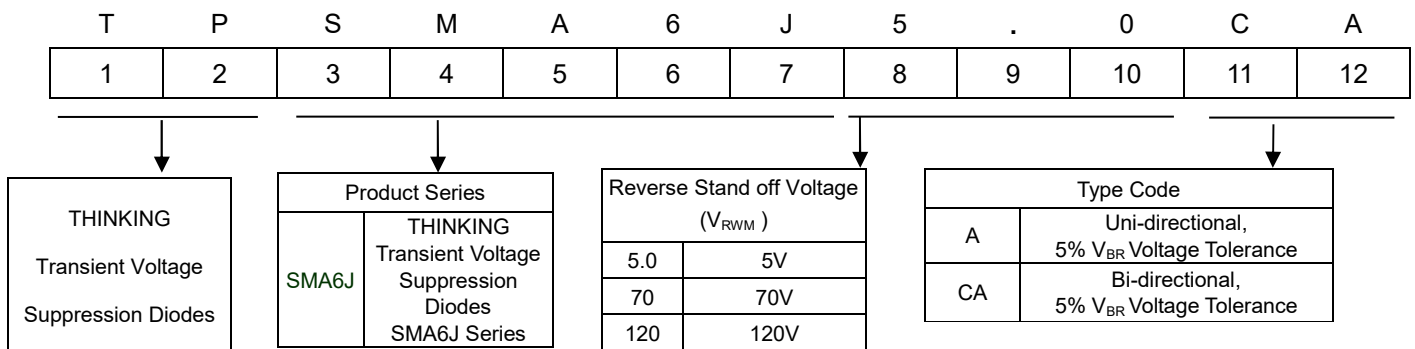 T P S M A 6 J 5 . 0 C A
1 2 3 4 5 6 7 8 9 10 11 12
THINKING
Transient Voltage
Suppression Diodes
Product Series
SMA6J
THINKING
Transient Voltage
Suppression
Diodes
SMA6J Series
Reverse Stand off Voltage
(VRWM )
5.0 5V
70 70V
120 120V
Type Code
A
Uni-directional,
5% VBR Voltage Tolerance
CA
Bi-directional,
5% VBR Voltage Tolerance